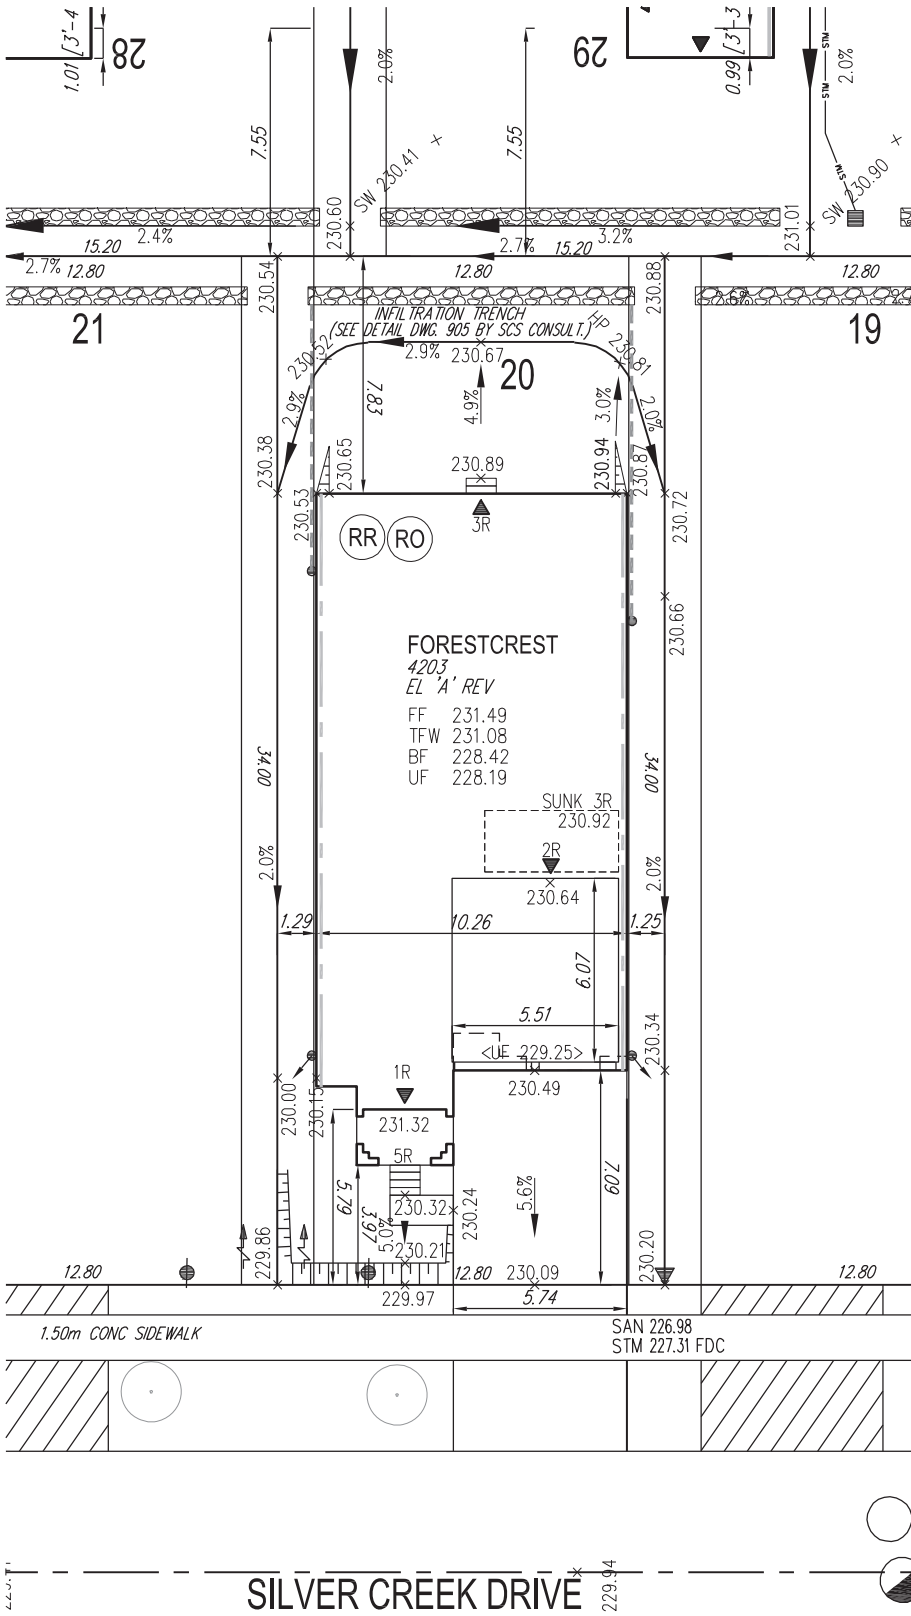 1.01 [3'-4
28
2.0%
29
0.99 [3'-3
MLS
STM
2.0%
7.55
7.55
SW 230.41
230.60
SW 230.90
STM
231.01
2.4%
3.2%
15.20
2.7%
15.20
2.7%
12.80
12.80
12.80
230.54
230.88
21
INFILTRATION TRENCH
(SEE DETAIL DWG. 905 BY SCS CONSULT.)
HP 230.81
19
230.52
2.9%
230.67
20
2.9%
7.83
4.9%
3.0%
2.0%
230.38
230.65
230.89
230.94
230.87
230.53
3R
230.72
RR
RO
230.66
FORESTCREST
4203
EL 'A' REV
FF 231.49
TFW 231.08
BF 228.42
UF 228.19
34.00
34.00
SUNK 3R
230.92
2R
2.0%
230.64
2.0%
1.29
10.26
1.25
6.07
5.51
<UF 229.25>
230.34
1R
230.49
230.00
230.15
231.32
5R
5.79
3.97
230.32
230.24
5.6%
7.09
5.0%
230.21
229.86
230.20
12.80
12.80
230.09
12.80
229.97
5.74
1.50m CONC SIDEWALK
SAN 226.98
STM 227.31 FDC
SILVER CREEK DRIVE
229.94